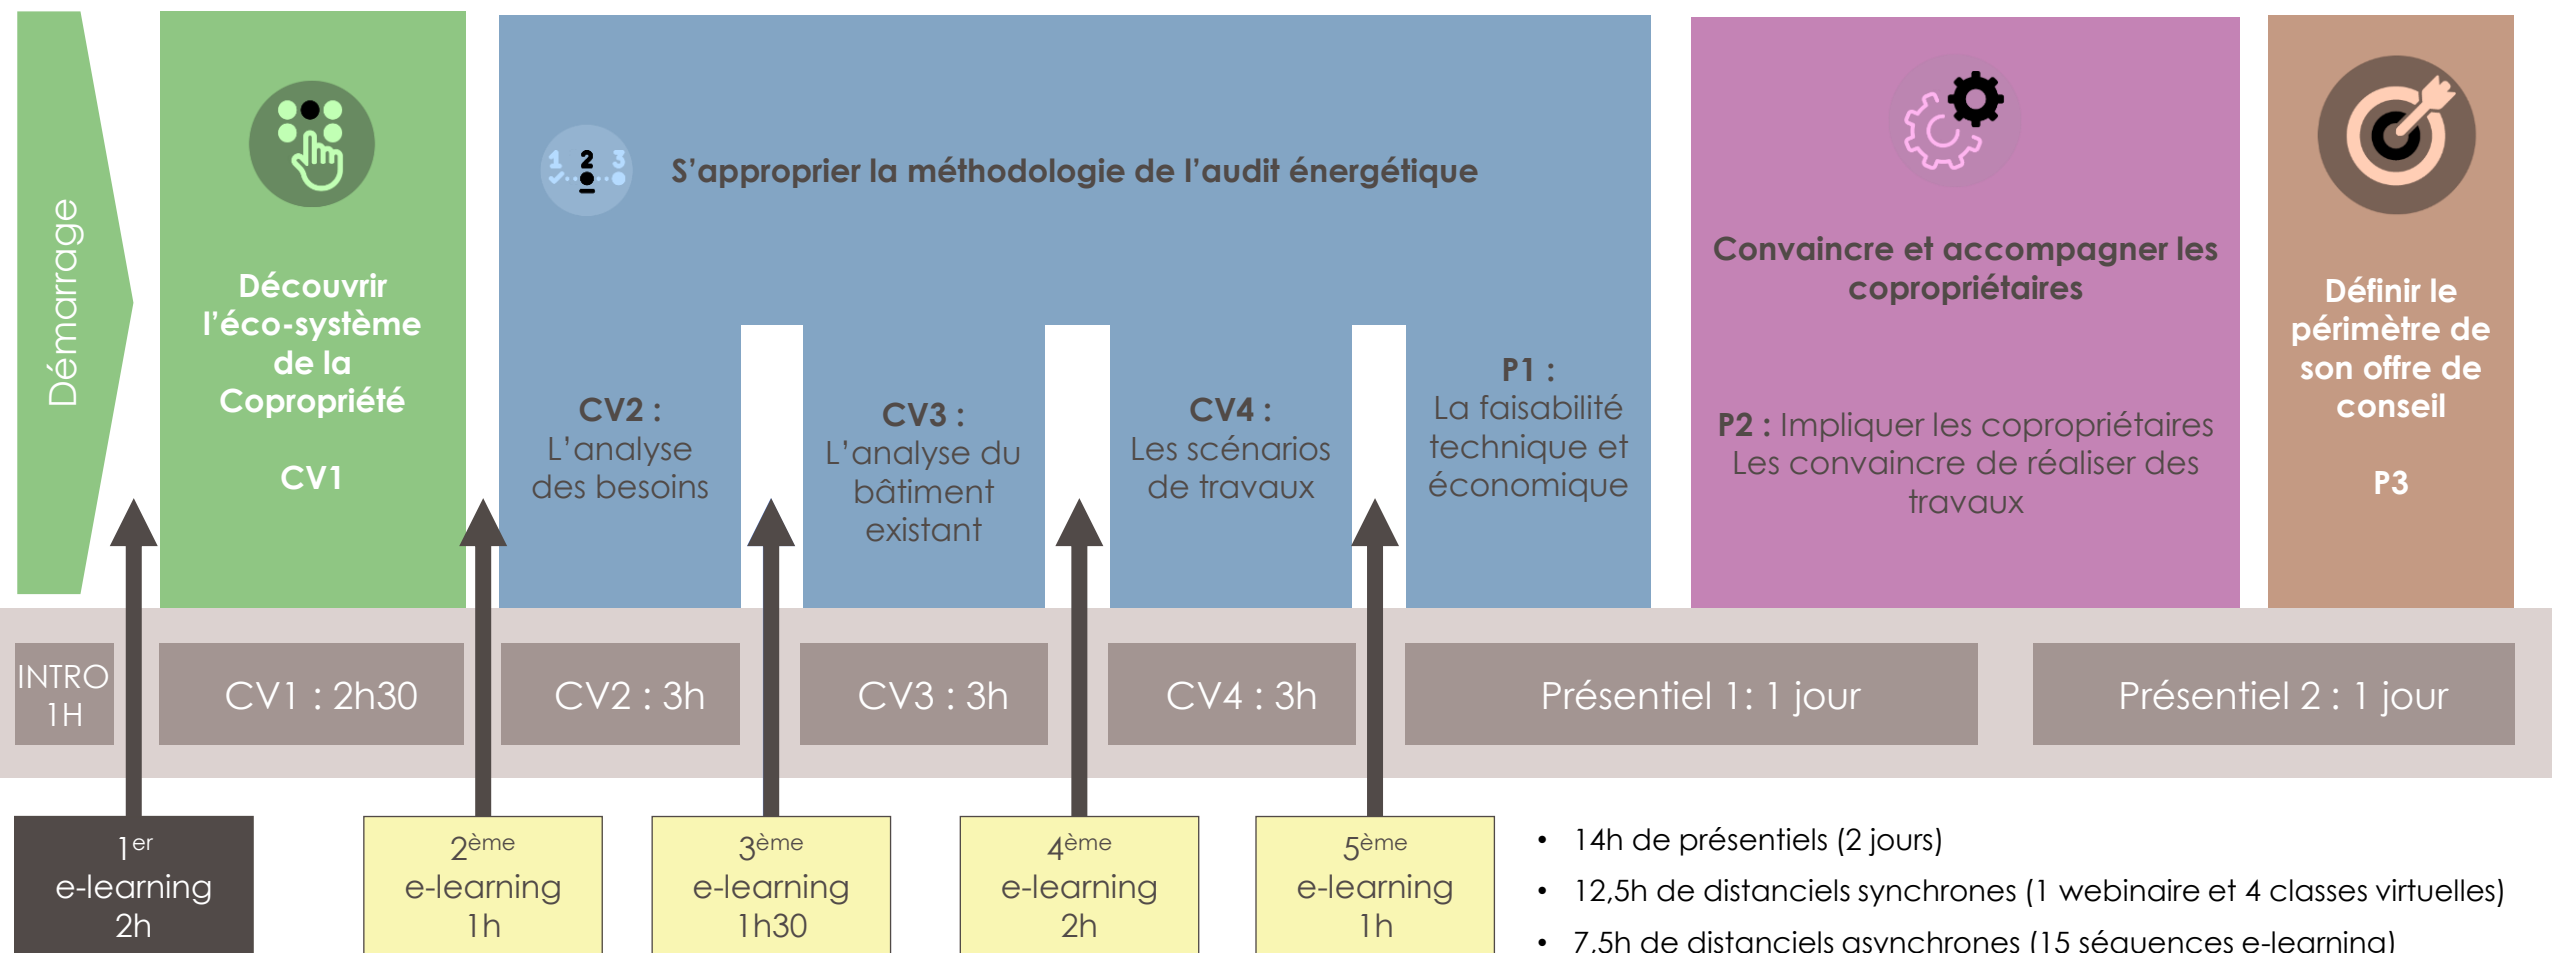 Démarrage
Découvrir
l'éco-système
de la
Copropriété
CV1
1 2 3
S'approprier la méthodologie de l'audit énergétique
CV2 :
L'analyse
des besoins
CV3 :
L'analyse du
bâtiment
existant
CV4 :
Les scénarios
de travaux
P1 :
La faisabilité
technique et
économique
Convaincre et accompagner les
copropriétaires
P2 : Impliquer les copropriétaires
Les convaincre de réaliser des
travaux
Définir le
périmètre de
son offre de
conseil
P3
INTRO
1H
CV1 : 2h30
CV2 : 3h
CV3 : 3h
CV4 : 3h
Présentiel 1: 1 jour
Présentiel 2 : 1 jour
1er
e-learning
2h
2ème
e-learning
1h
3ème
e-learning
1h30
4ème
e-learning
2h
5ème
e-learning
1h
• 14h de présentiels (2 jours)
• 12,5h de distanciels synchrones (1 webinaire et 4 classes virtuelles)
• 7,5h de distanciels asynchrones (15 séquences e-learning)